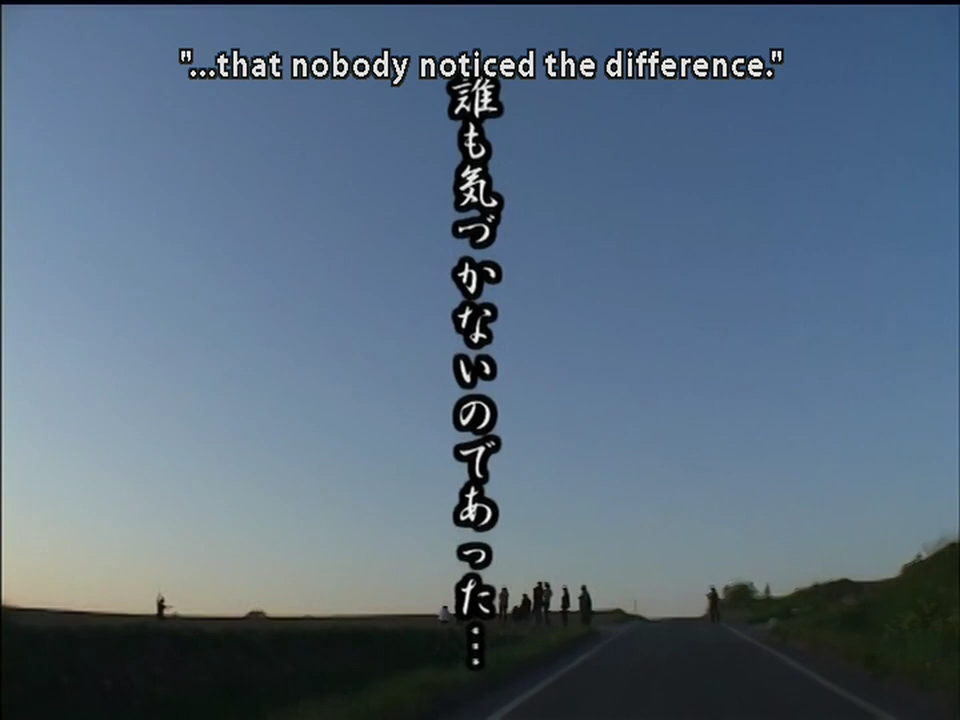 "...that nobody noticed the difference."
誰も気づかないのであった…